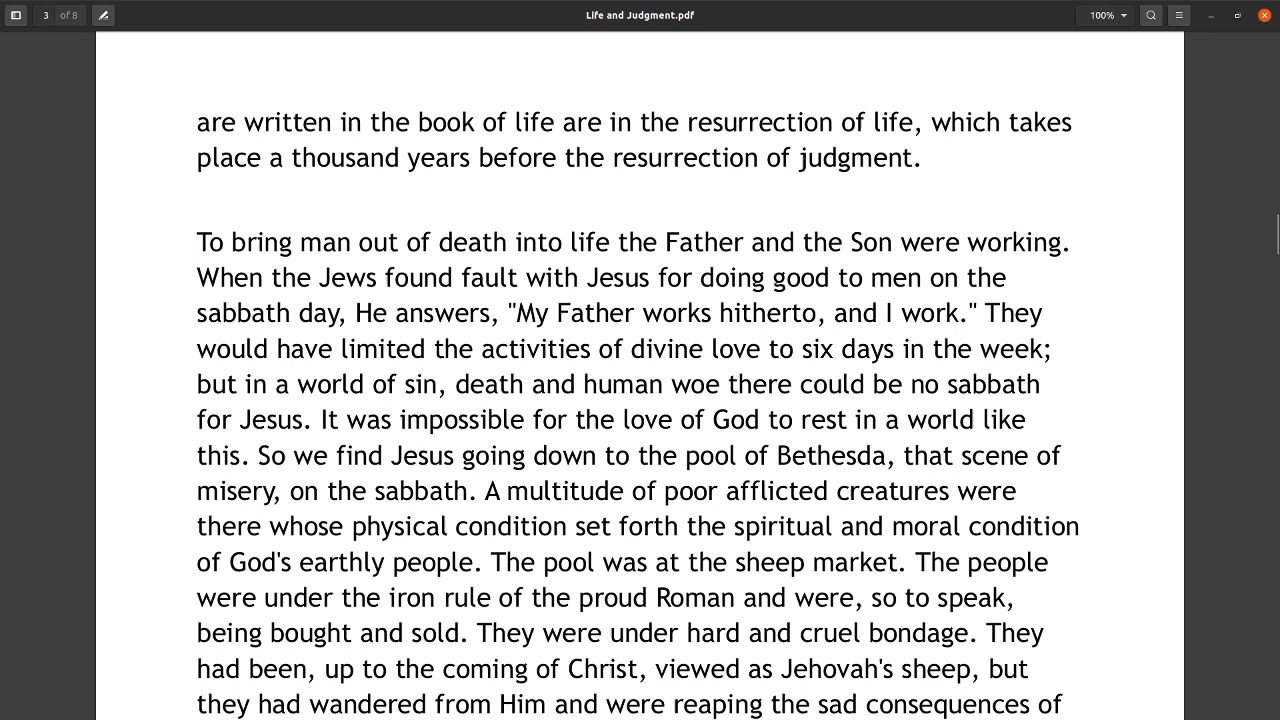 3 of 8
Life and Judgment.pdf
100%
are written in the book of life are in the resurrection of life, which takes
place a thousand years before the resurrection of judgment.
To bring man out of death into life the Father and the Son were working.
When the Jews found fault with Jesus for doing good to men on the
sabbath day, He answers, "My Father works hitherto, and I work." They
would have limited the activities of divine love to six days in the week;
but in a world of sin, death and human woe there could be no sabbath
for Jesus. It was impossible for the love of God to rest in a world like
this. So we find Jesus going down to the pool of Bethesda, that scene of
misery, on the sabbath. A multitude of poor afflicted creatures were
there whose physical condition set forth the spiritual and moral condition
of God's earthly people. The pool was at the sheep market. The people
were under the iron rule of the proud Roman and were, so to speak,
being bought and sold. They were under hard and cruel bondage. They
had been, up to the coming of Christ, viewed as Jehovah's sheep, but
they had wandered from Him and were reaping the sad consequences of